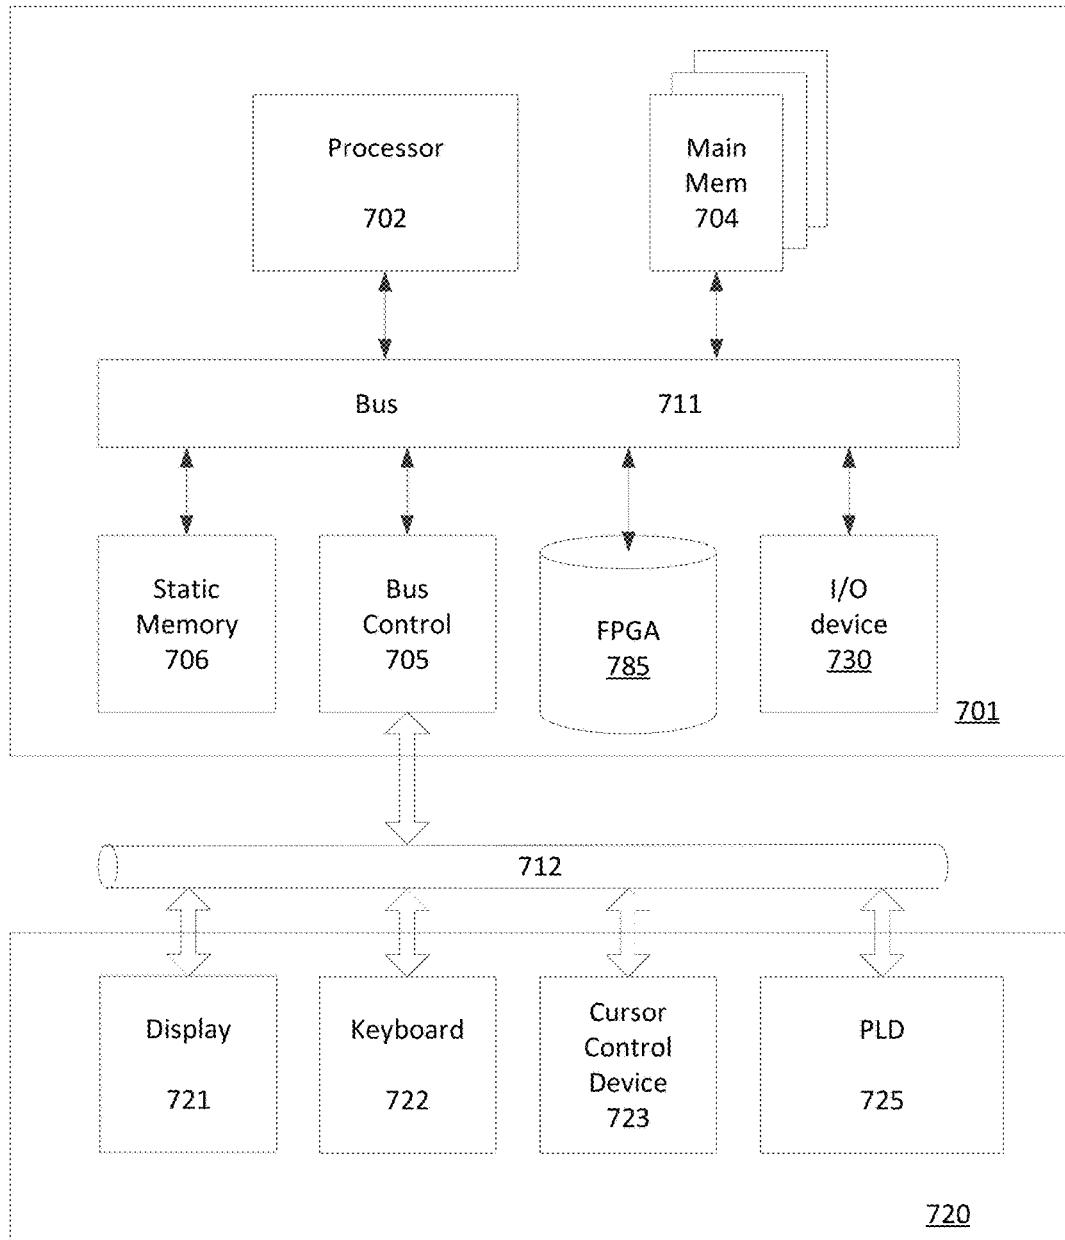 Processor
702
Main
Mem
704
Bus 711
Static
Memory
706
Bus
Control
705
FPGA
785
I/O
device
730
701
712
Display
721
Keyboard
722
Cursor
Control
Device
723
PLD
725
720